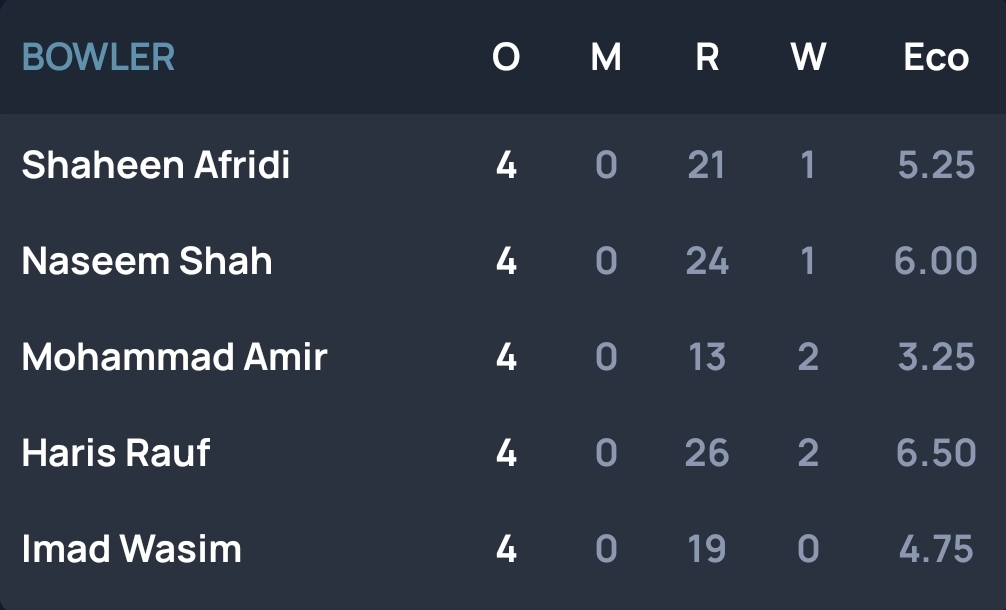 BOWLER O M R W Eco
Shaheen Afridi 4 0 21 1 5.25
Naseem Shah 4 0 24 1 6.00
Mohammad Amir 4 0 13 2 3.25
Haris Rauf 4 0 26 2 6.50
Imad Wasim 4 0 19 0 4.75